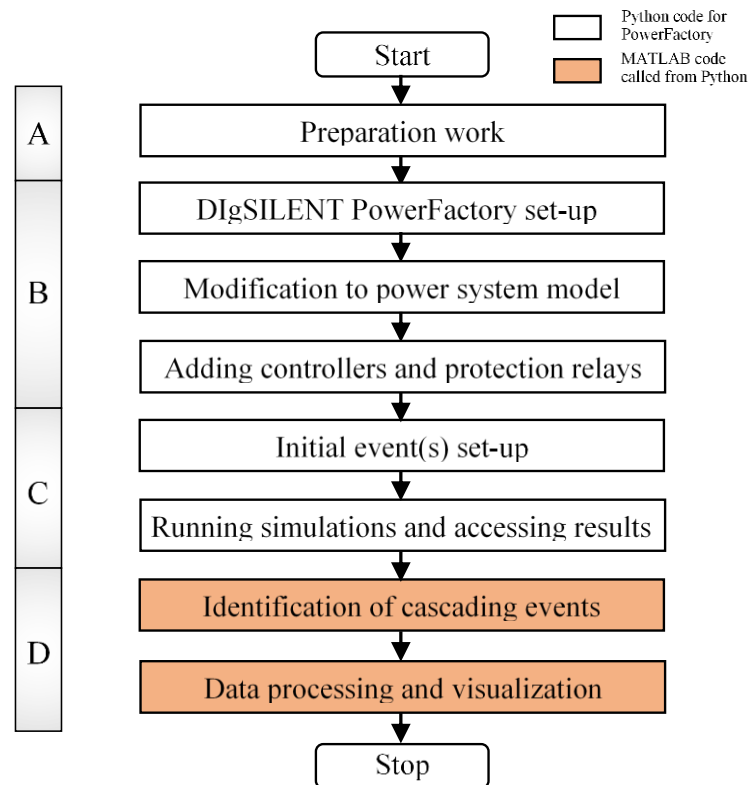 Python code for
PowerFactory
MATLAB code
called from Python
Start
A
Preparation work
B
DIgSILENT PowerFactory set-up
Modification to power system model
Adding controllers and protection relays
C
Initial event(s) set-up
Running simulations and accessing results
D
Identification of cascading events
Data processing and visualization
Stop